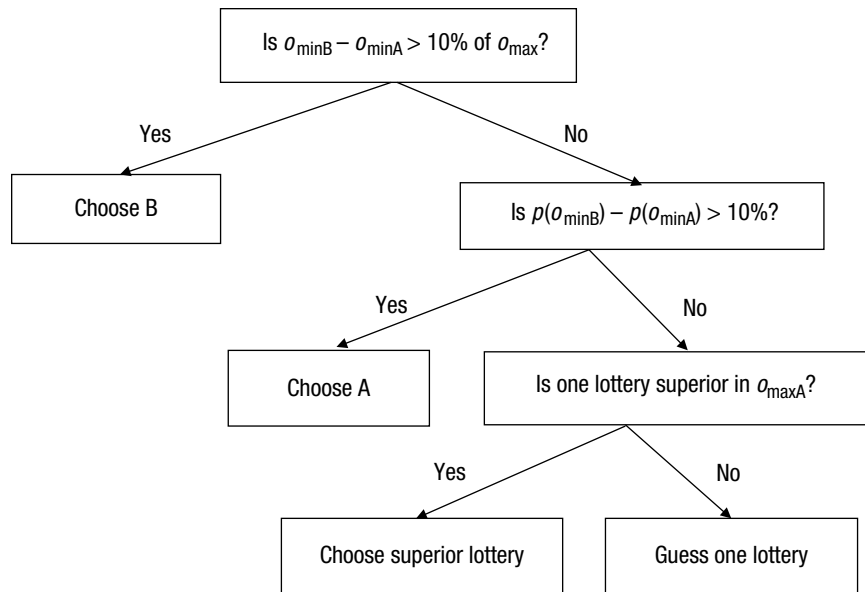 Is o_minB – o_minA > 10% of o_max?
Yes
No
Choose B
Is p(o_minB) – p(o_minA) > 10%?
Yes
No
Choose A
Is one lottery superior in o_maxA?
Yes
No
Choose superior lottery
Guess one lottery